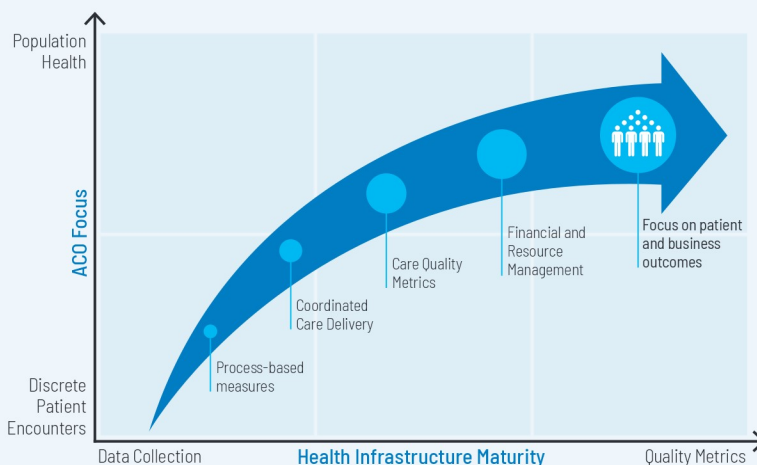 Population
Health
ACO Focus
Discrete
Patient
Encounters
Process-based
measures
Coordinated
Care Delivery
Care Quality
Metrics
Financial and
Resource
Management
Focus on patient
and business
outcomes
Data Collection
Health Infrastructure Maturity
Quality Metrics